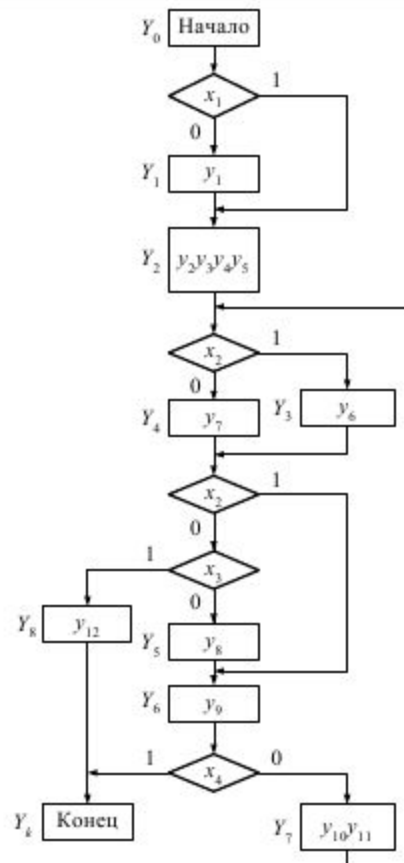 Y₀ Начало
x₁ 1
0
Y₁ y₁
Y₂ y₂y₃y₄y₅
x₂ 1
0
Y₄ y₇ Y₃ y₆
x₂ 1
0
1 x₃
0
Y₈ y₁₂ Y₅ y₈
Y₆ y₉
1 x₄ 0
Yₖ Конец Y₇ y₁₀y₁₁